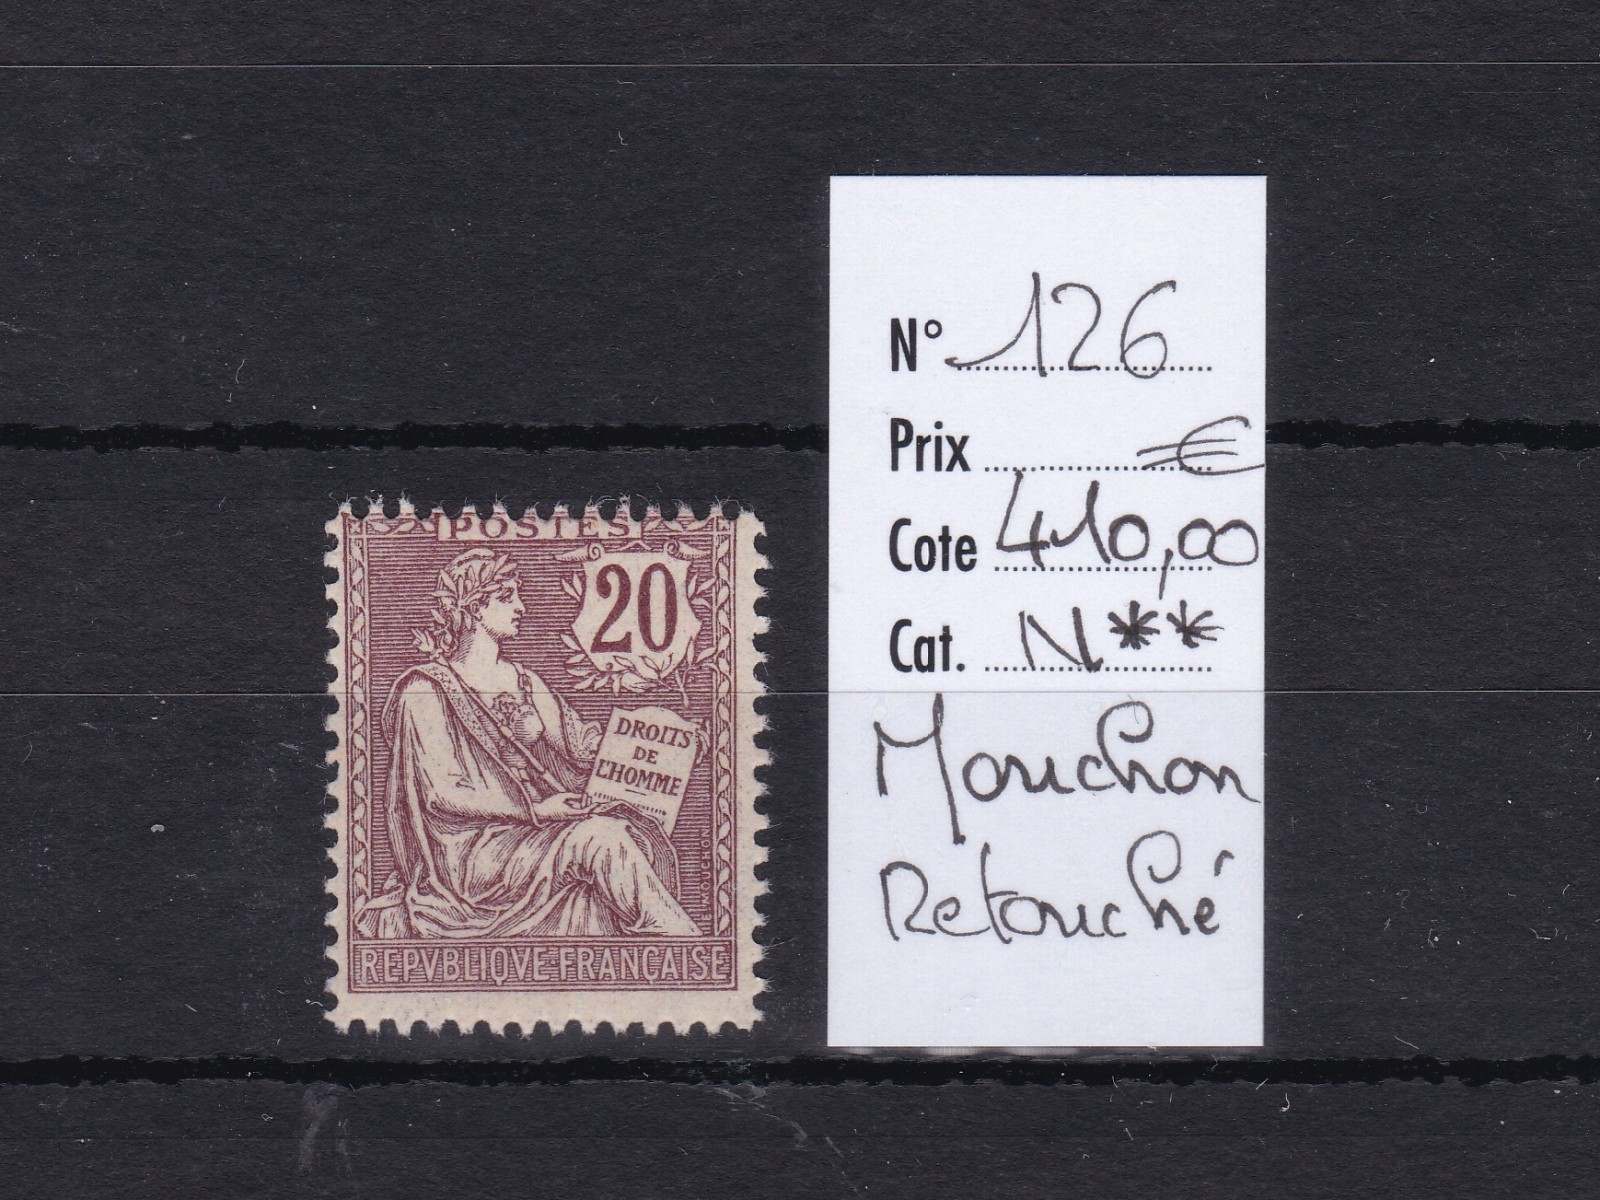 POSTES
20
DROITS
DE
L'HOMME
E.MOUCHON
REPVBLIQVE FRANÇAISE
N° 126
Prix €
Cote 410,00
Cat. N**
Mouchon
Retouché